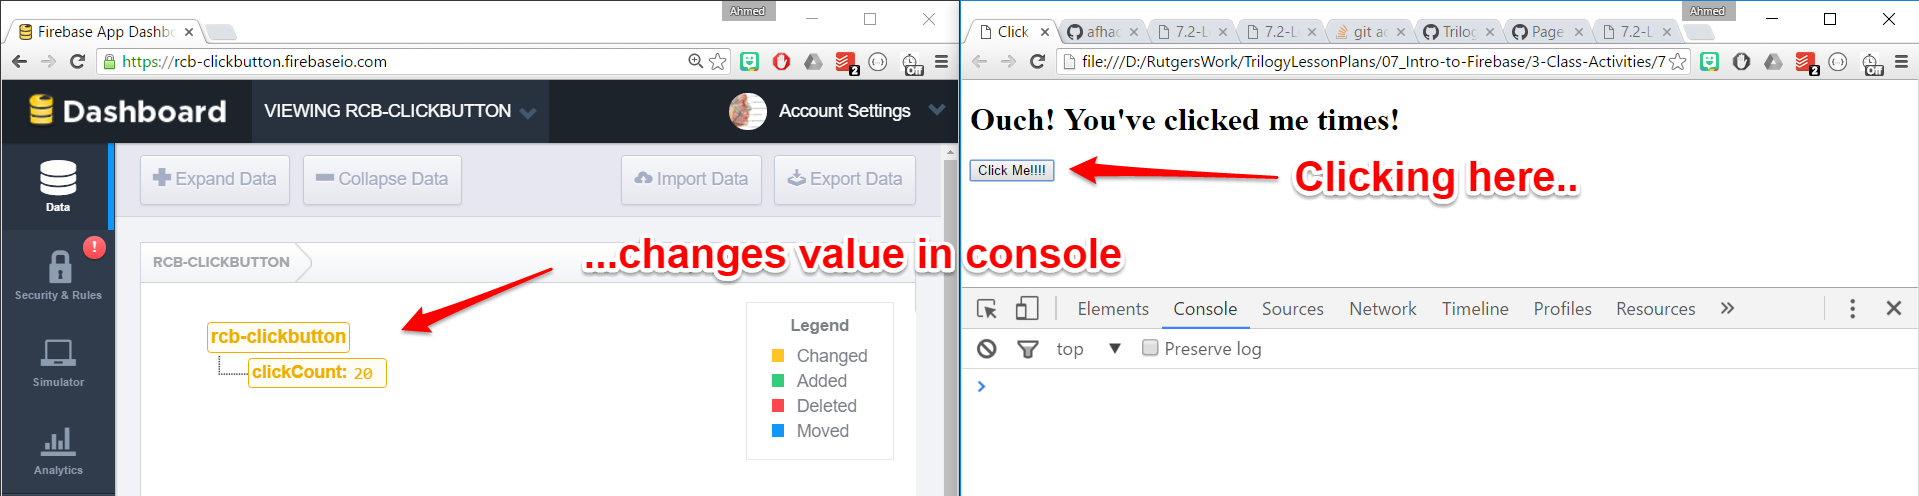 Ahmed
Firebase App Dashbo
https://rcb-clickbutton.firebaseio.com
2
Off
Dashboard
VIEWING RCB-CLICKBUTTON
Account Settings
Data
Security & Rules
Simulator
Analytics
Expand Data
Collapse Data
Import Data
Export Data
RCB-CLICKBUTTON
rcb-clickbutton
clickCount: 20
Legend
Changed
Added
Deleted
Moved
...changes value in console
Ahmed
Click
afhac
7.2-L
7.2-L
git ac
Trilog
Page
7.2-L
file:///D:/RutgersWork/TrilogyLessonPlans/07_Intro-to-Firebase/3-Class-Activities/7
2
Off
Ouch! You've clicked me times!
Click Me!!!!
Clicking here..
Elements Console Sources Network Timeline Profiles Resources
top Preserve log